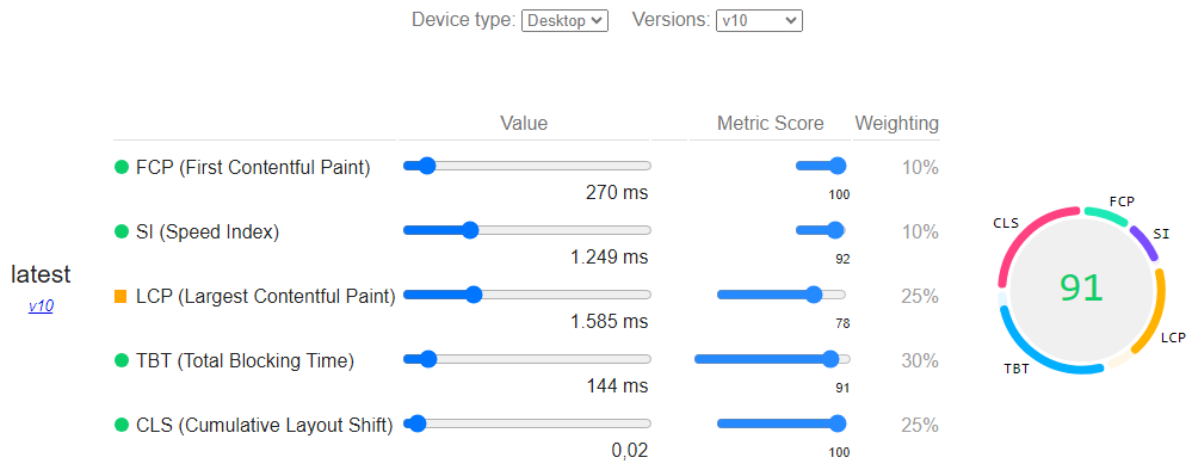 Device type: Desktop Versions: v10
Value Metric Score Weighting
FCP (First Contentful Paint) 10%
270 ms 100
SI (Speed Index) 10%
1.249 ms 92
latest
v10
LCP (Largest Contentful Paint) 25%
1.585 ms 78
TBT (Total Blocking Time) 30%
144 ms 91
CLS (Cumulative Layout Shift) 25%
0,02 100
FCP
CLS
SI
91
LCP
TBT